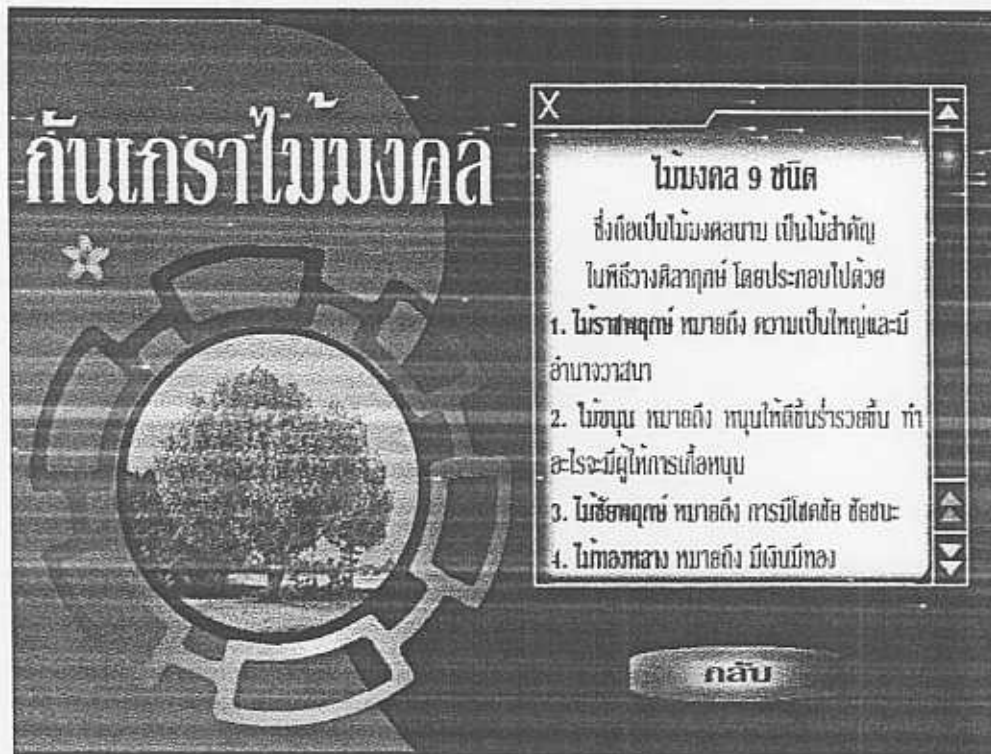 กันเกราไม้มงคล
X
ไม้มงคล 9 ชนิด
ซึ่งถือเป็นไม้มงคลนาม เป็นไม้สำคัญ
ในพิธีวางศิลาฤกษ์ โดยประกอบไปด้วย
1. ไม้ราชพฤกษ์ หมายถึง ความเป็นใหญ่และมี
อำนาจวาสนา
2. ไม้ขนุน หมายถึง หนุนให้ดีขึ้นร่ำรวยขึ้น ทำ
อะไรจะมีผู้ให้การเกื้อหนุน
3. ไม้ชัยพฤกษ์ หมายถึง การมีโชคชัย ชัยชนะ
4. ไม้ทองหลาง หมายถึง มีเงินมีทอง
กลับ